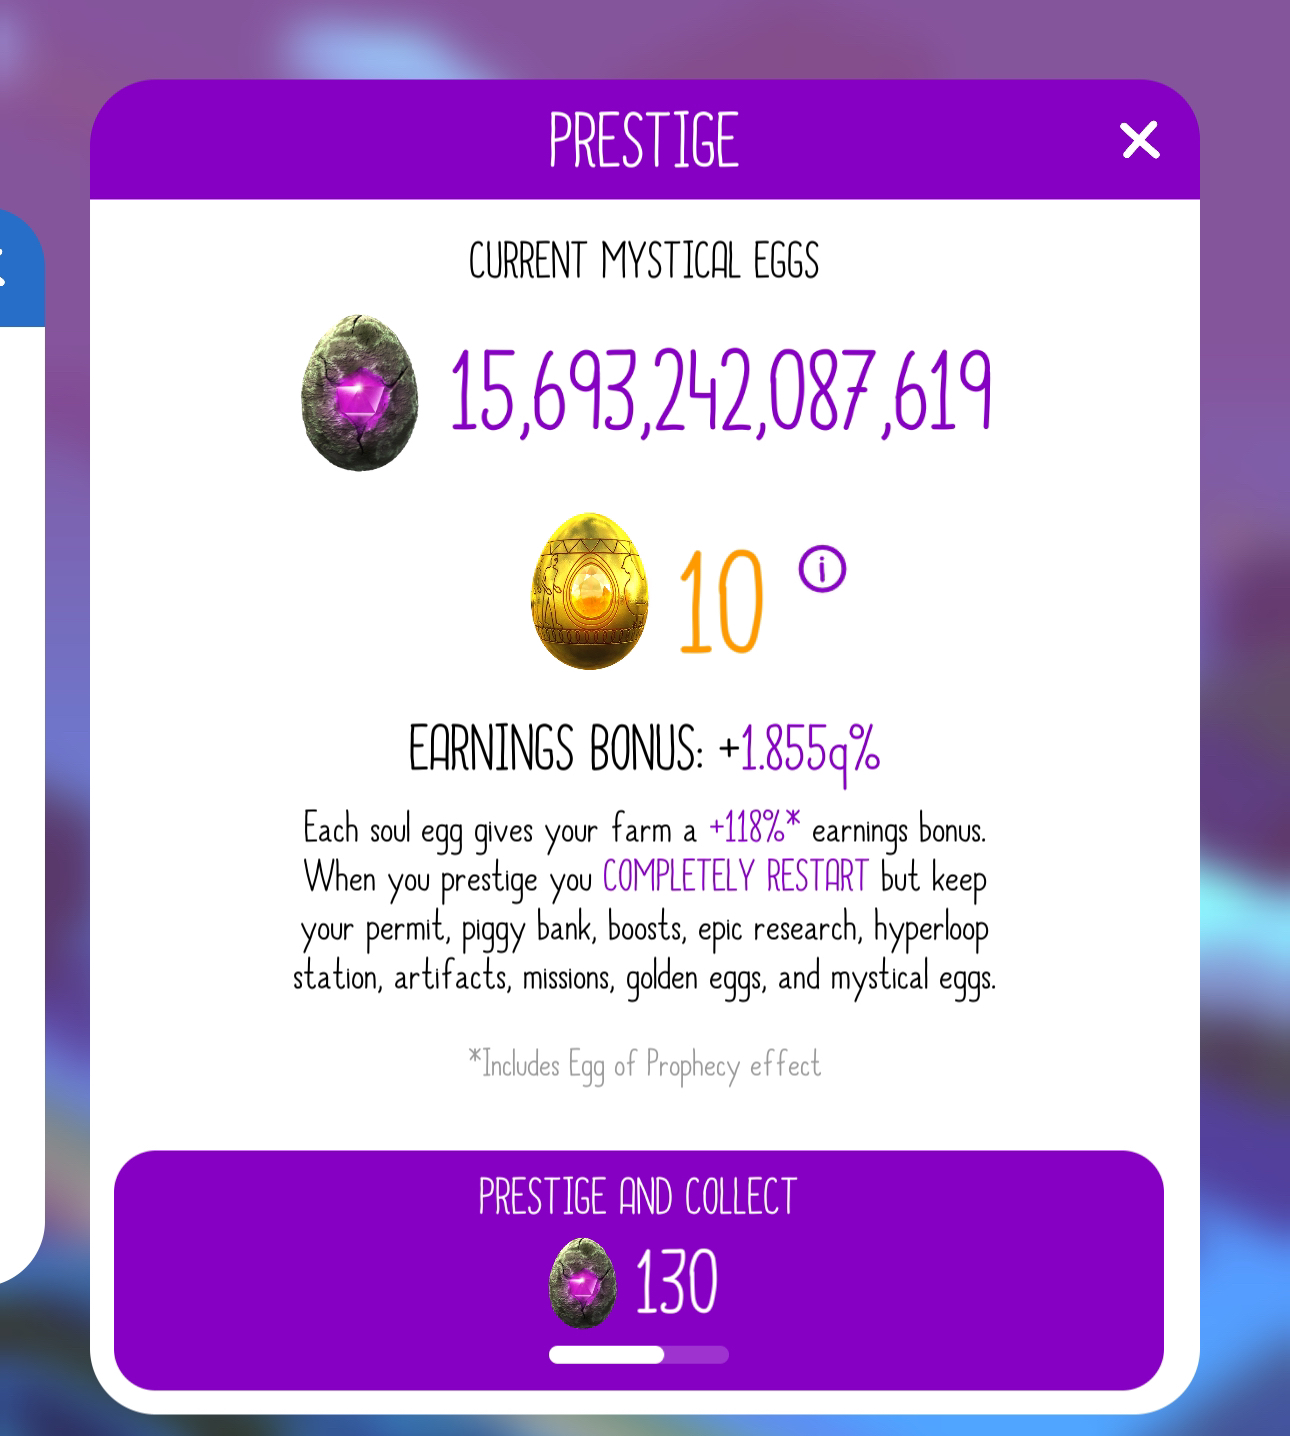 PRESTIGE
CURRENT MYSTICAL EGGS
15,693,242,087,619
10
EARNINGS BONUS: +1.855q%
Each soul egg gives your farm a +118%* earnings bonus.
When you prestige you COMPLETELY RESTART but keep
your permit, piggy bank, boosts, epic research, hyperloop
station, artifacts, missions, golden eggs, and mystical eggs.
*Includes Egg of Prophecy effect
PRESTIGE AND COLLECT
130